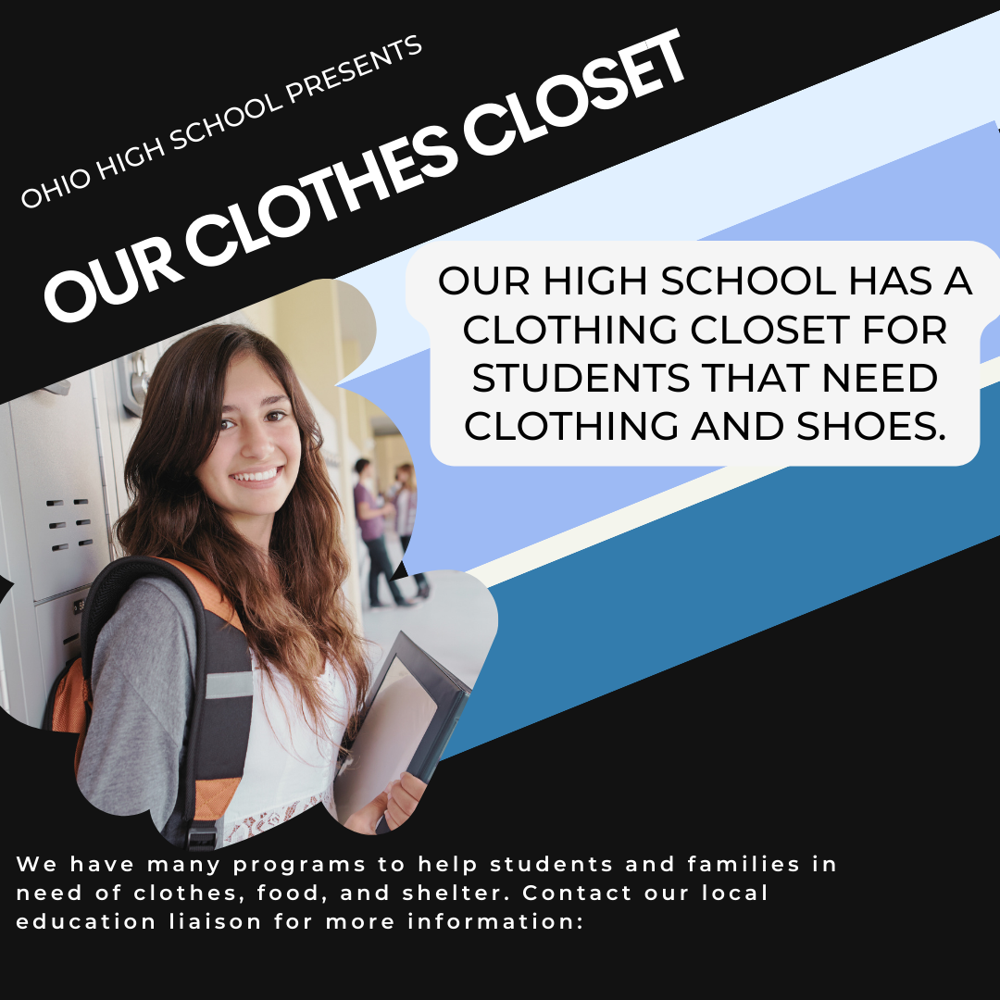 OHIO HIGH SCHOOL PRESENTS
OUR CLOTHES CLOSET
OUR HIGH SCHOOL HAS A
CLOTHING CLOSET FOR
STUDENTS THAT NEED
CLOTHING AND SHOES.
We have many programs to help students and families in
need of clothes, food, and shelter. Contact our local
education liaison for more information: